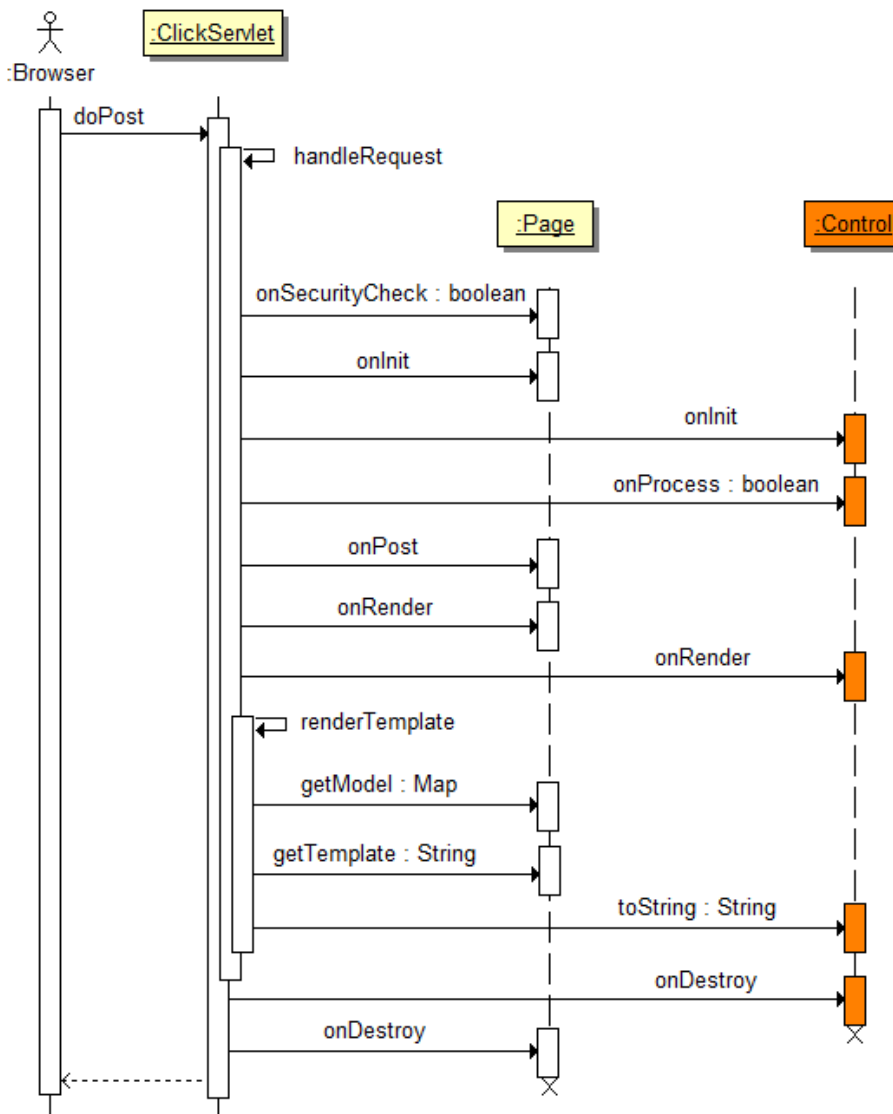 :ClickServlet
:Browser
doPost
handleRequest
:Page
:Control
onSecurityCheck : boolean
onInit
onInit
onProcess : boolean
onPost
onRender
onRender
renderTemplate
getModel : Map
getTemplate : String
toString : String
onDestroy
onDestroy